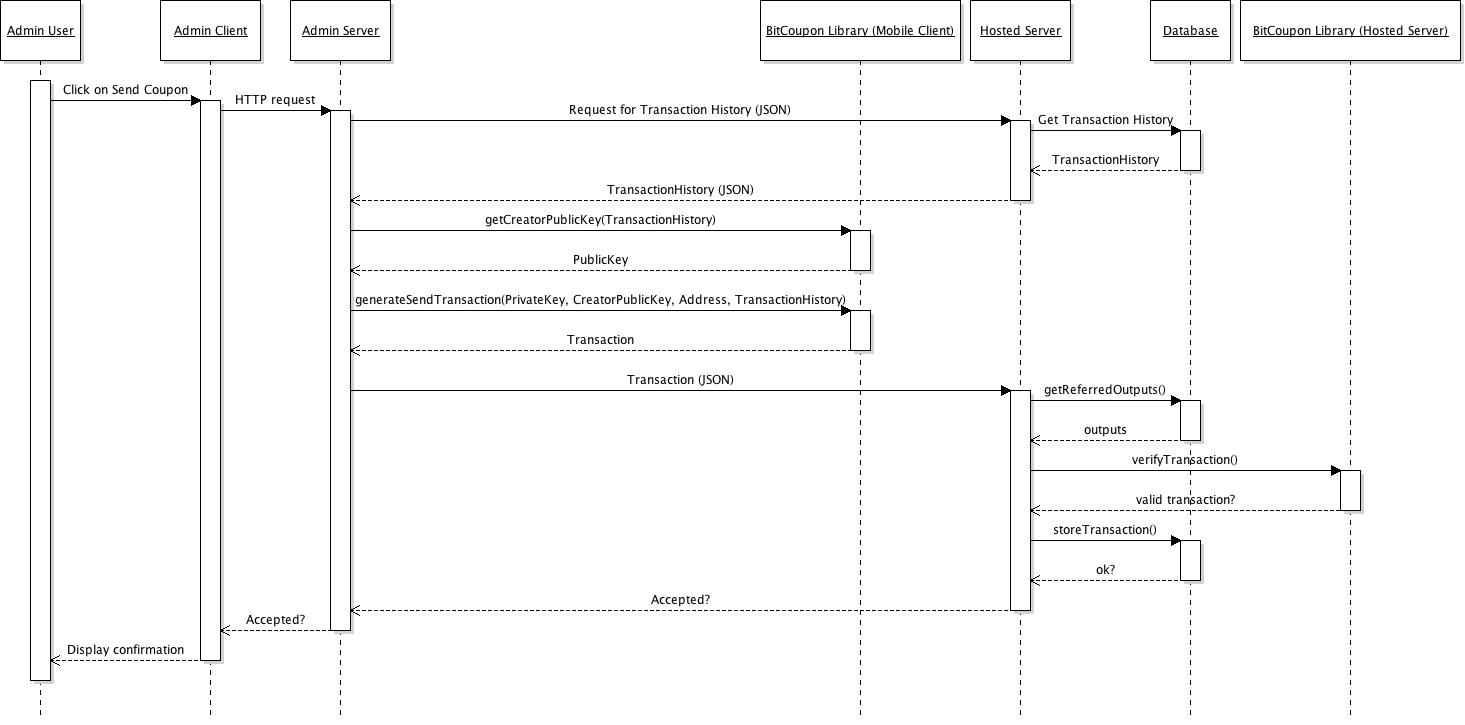 Admin User
Admin Client
Admin Server
BitCoupon Library (Mobile Client)
Hosted Server
Database
BitCoupon Library (Hosted Server)
Click on Send Coupon
HTTP request
Request for Transaction History (JSON)
Get Transaction History
TransactionHistory
TransactionHistory (JSON)
getCreatorPublicKey(TransactionHistory)
PublicKey
generateSendTransaction(PrivateKey, CreatorPublicKey, Address, TransactionHistory)
Transaction
Transaction (JSON)
getReferredOutputs()
outputs
verifyTransaction()
valid transaction?
storeTransaction()
ok?
Accepted?
Accepted?
Display confirmation